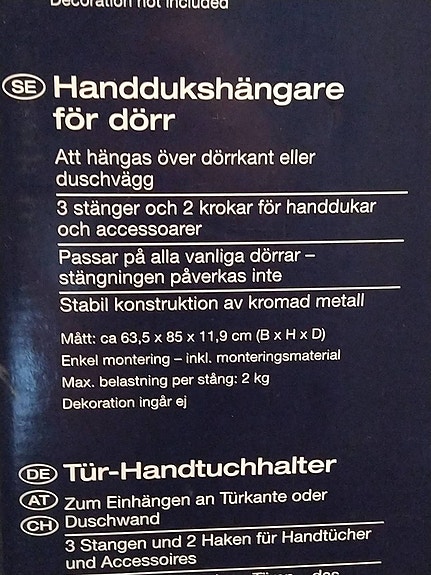 Decoration not included
SE Handdukshängare
för dörr
Att hängas över dörrkant eller
duschvägg
3 stänger och 2 krokar för handdukar
och accessoarer
Passar på alla vanliga dörrar –
stängningen påverkas inte
Stabil konstruktion av kromad metall
Mått: ca 63,5 x 85 x 11,9 cm (B x H x D)
Enkel montering – inkl. monteringsmaterial
Max. belastning per stång: 2 kg
Dekoration ingår ej
DE Tür-Handtuchhalter
AT Zum Einhängen an Türkante oder
CH Duschwand
3 Stangen und 2 Haken für Handtücher
und Accessoires